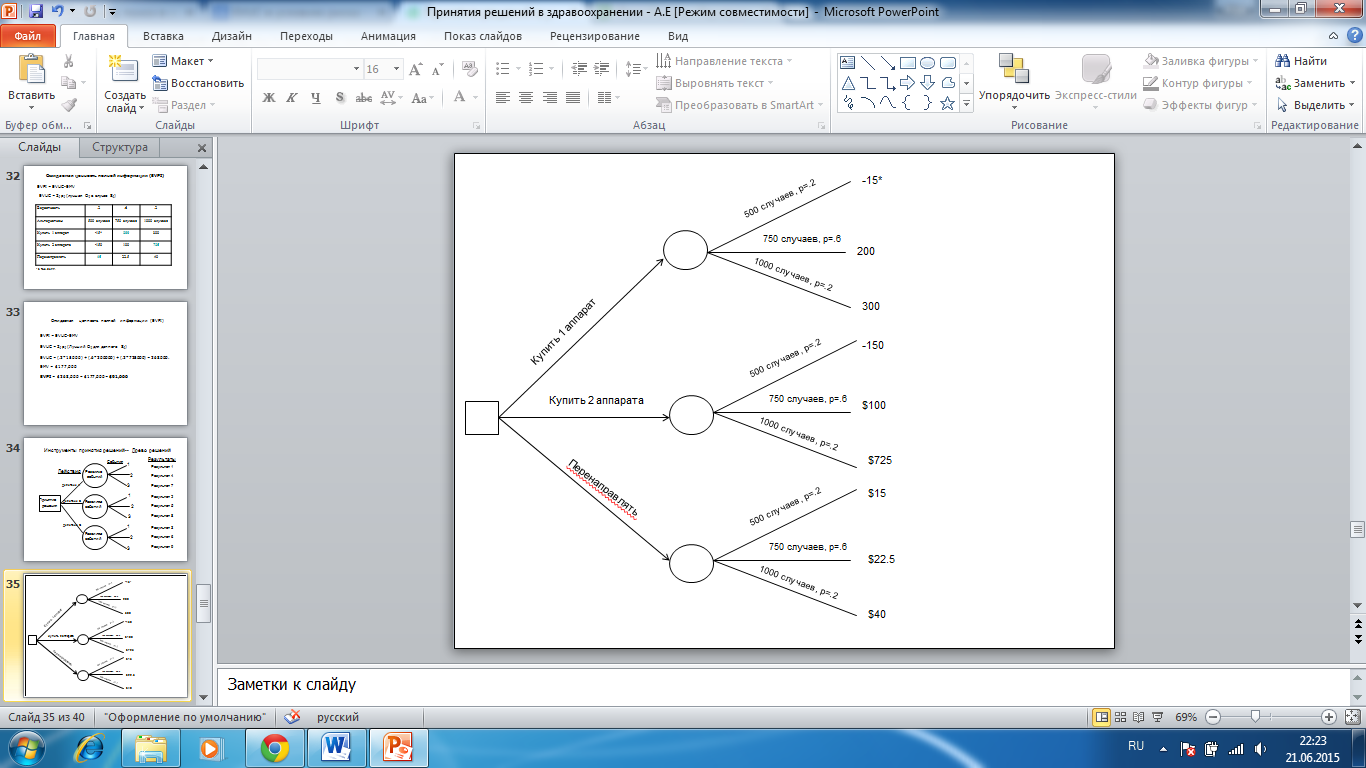 Принятия решений в здравоохранении - А.Е [Режим совместимости] - Microsoft PowerPoint
Файл Главная Вставка Дизайн Переходы Анимация Показ слайдов Рецензирование Вид
Вставить
Буфер обм...
Создать слайд
Макет
Восстановить
Раздел
Слайды
16
Ж К Ч S abc AV Aa A
Шрифт
Направление текста
Выровнять текст
Преобразовать в SmartArt
Абзац
Упорядочить
Экспресс-стили
Заливка фигуры
Контур фигуры
Эффекты фигур
Рисование
Найти
Заменить
Выделить
Редактирование
Слайды Структура
32
33
34
Инструменты принятия решений— Древо решений
35
Купить 1 аппарат
500 случаев, p=.2
-15*
750 случаев, p=.6
200
1000 случаев, p=.2
300
Купить 2 аппарата
500 случаев, p=.2
-150
750 случаев, p=.6
$100
1000 случаев, p=.2
$725
Перенаправлять
500 случаев, p=.2
$15
750 случаев, p=.6
$22.5
1000 случаев, p=.2
$40
Заметки к слайду
Слайд 35 из 40 "Оформление по умолчанию" русский 69%
RU 22:23
21.06.2015